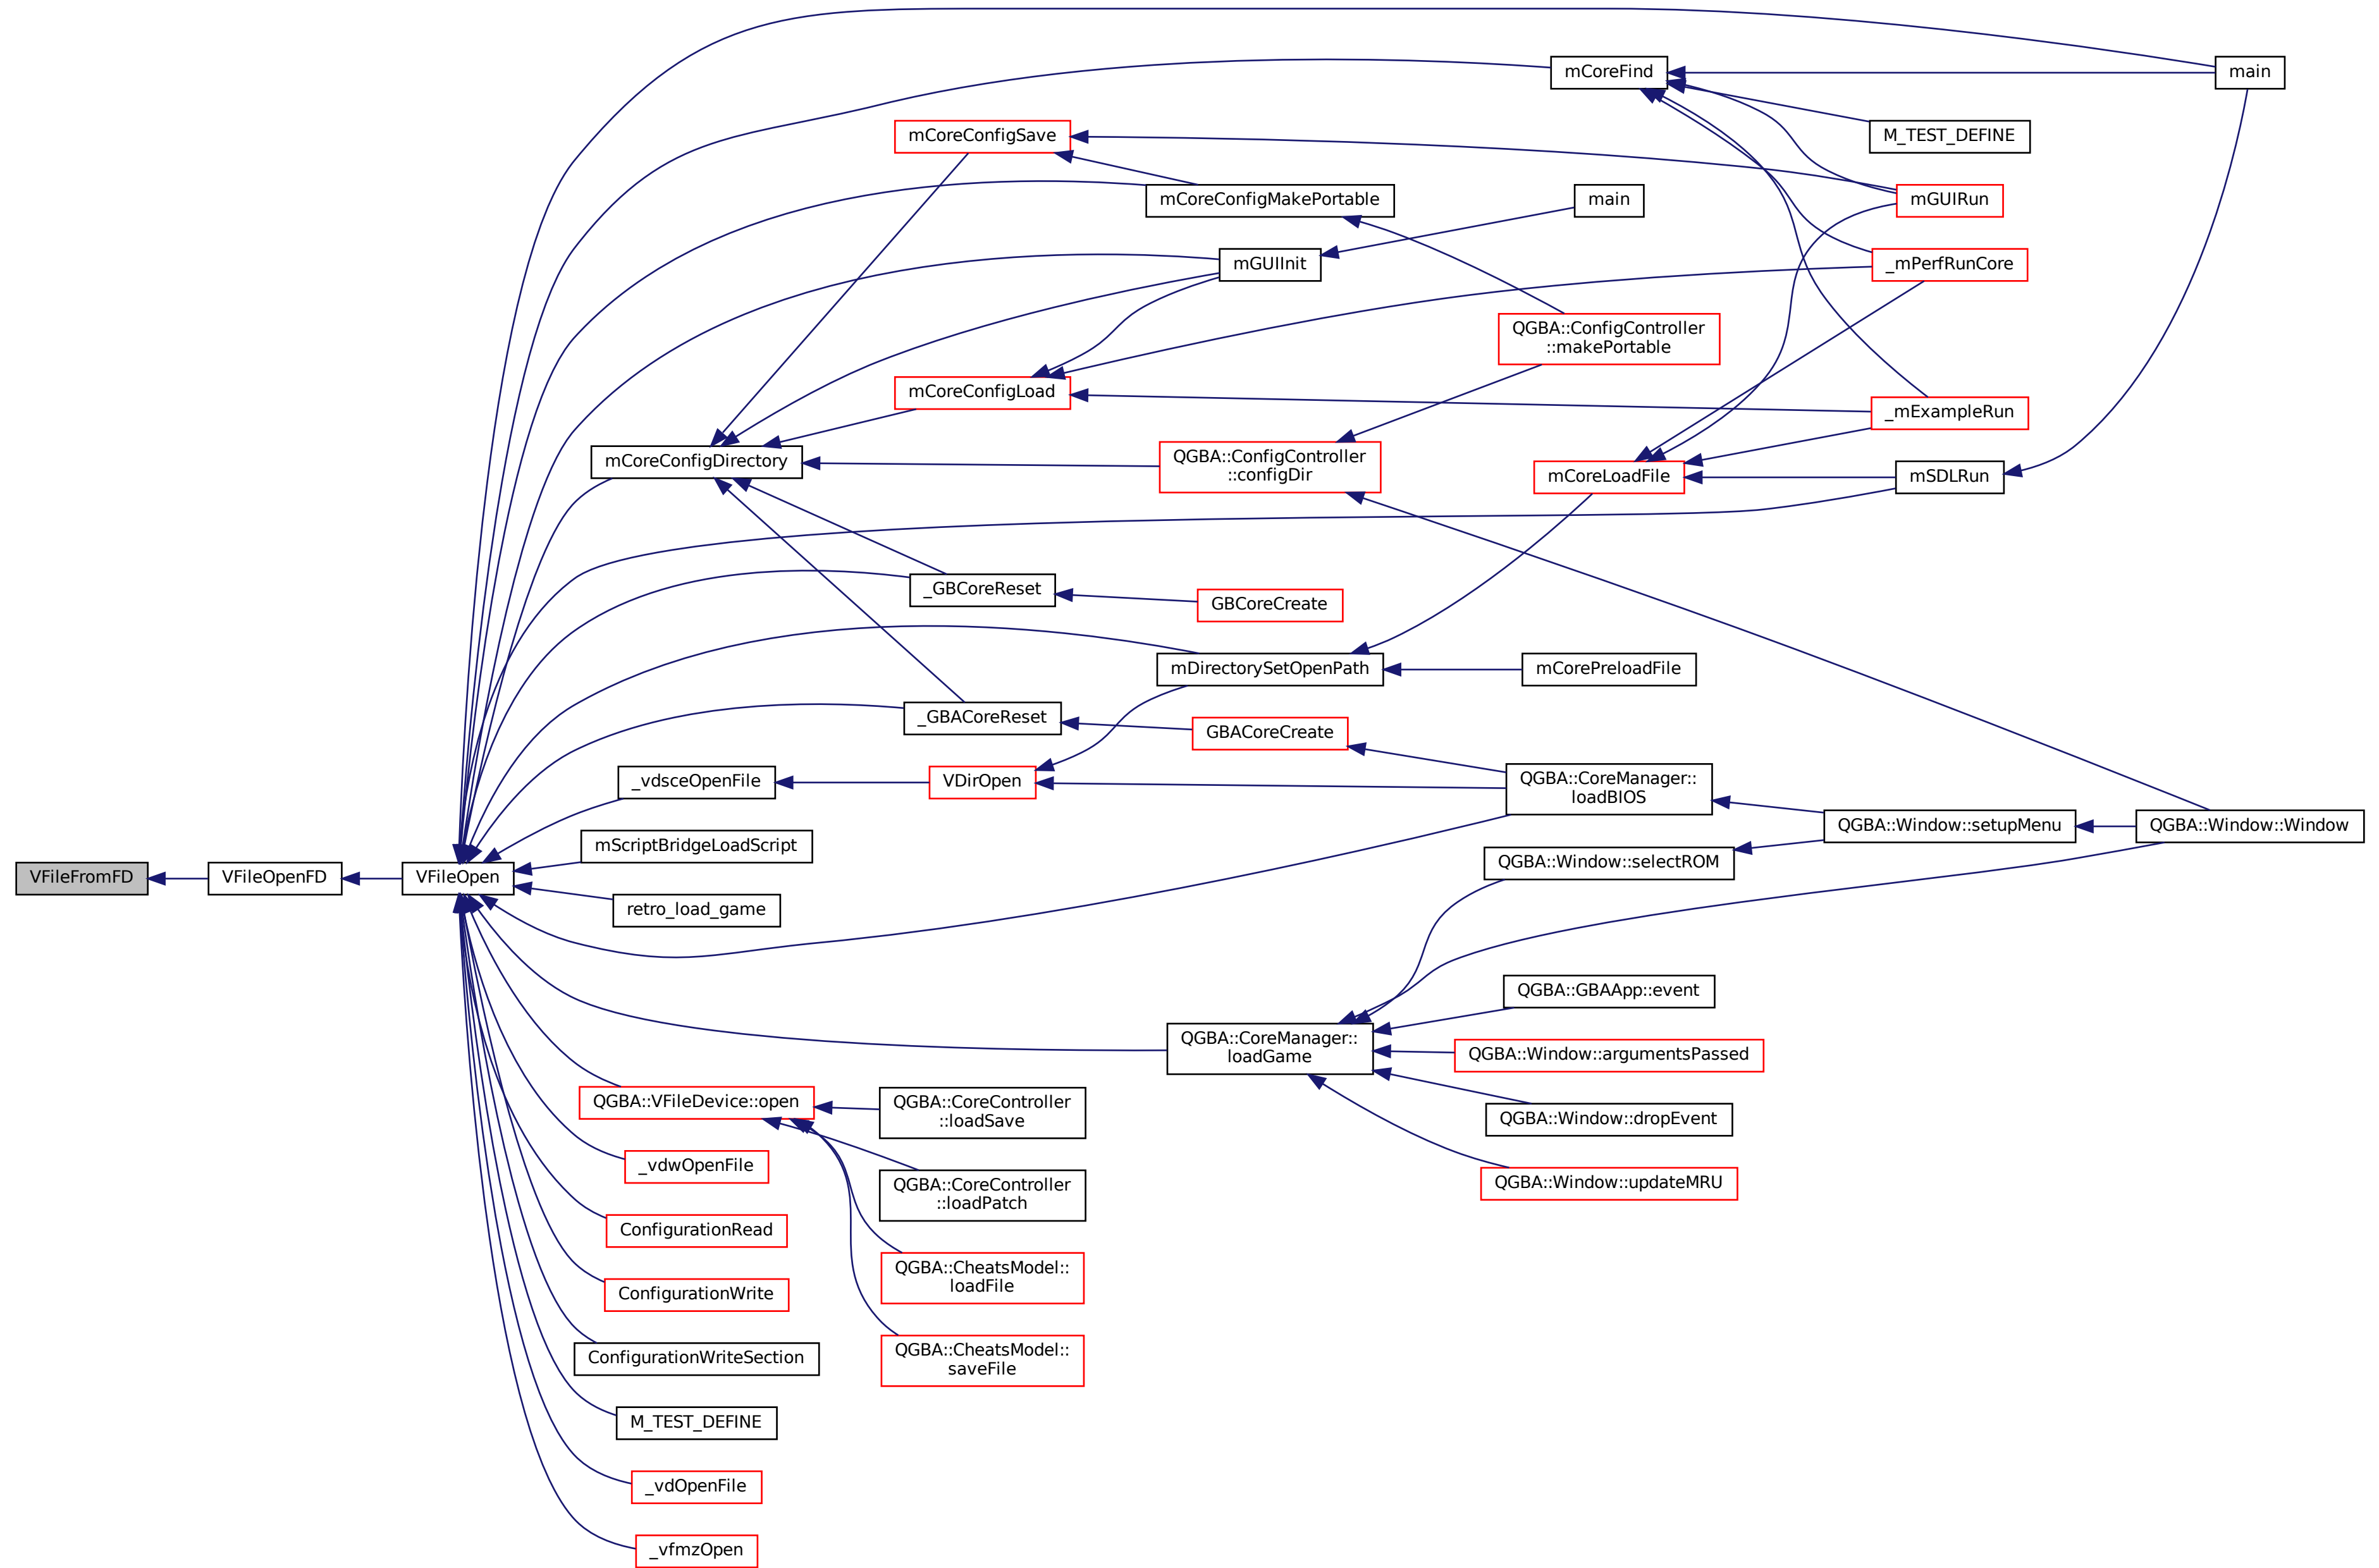 main
mCoreFind
mCoreConfigSave
M_TEST_DEFINE
mCoreConfigMakePortable
main
mGUIRun
mGUIInit
_mPerfRunCore
QGBA::ConfigController
::makePortable
mCoreConfigLoad
_mExampleRun
mCoreConfigDirectory
QGBA::ConfigController
::configDir
mCoreLoadFile
mSDLRun
_GBCoreReset
GBCoreCreate
mDirectorySetOpenPath
mCorePreloadFile
_GBACoreReset
GBACoreCreate
_vdsceOpenFile
VDirOpen
QGBA::CoreManager::
loadBIOS
QGBA::Window::setupMenu
QGBA::Window::Window
mScriptBridgeLoadScript
QGBA::Window::selectROM
VFileFromFD
VFileOpenFD
VFileOpen
retro_load_game
QGBA::GBAApp::event
QGBA::CoreManager::
loadGame
QGBA::Window::argumentsPassed
QGBA::VFileDevice::open
QGBA::CoreController
::loadSave
QGBA::Window::dropEvent
_vdwOpenFile
QGBA::CoreController
::loadPatch
QGBA::Window::updateMRU
ConfigurationRead
QGBA::CheatsModel::
loadFile
ConfigurationWrite
ConfigurationWriteSection
QGBA::CheatsModel::
saveFile
M_TEST_DEFINE
_vdOpenFile
_vfmzOpen